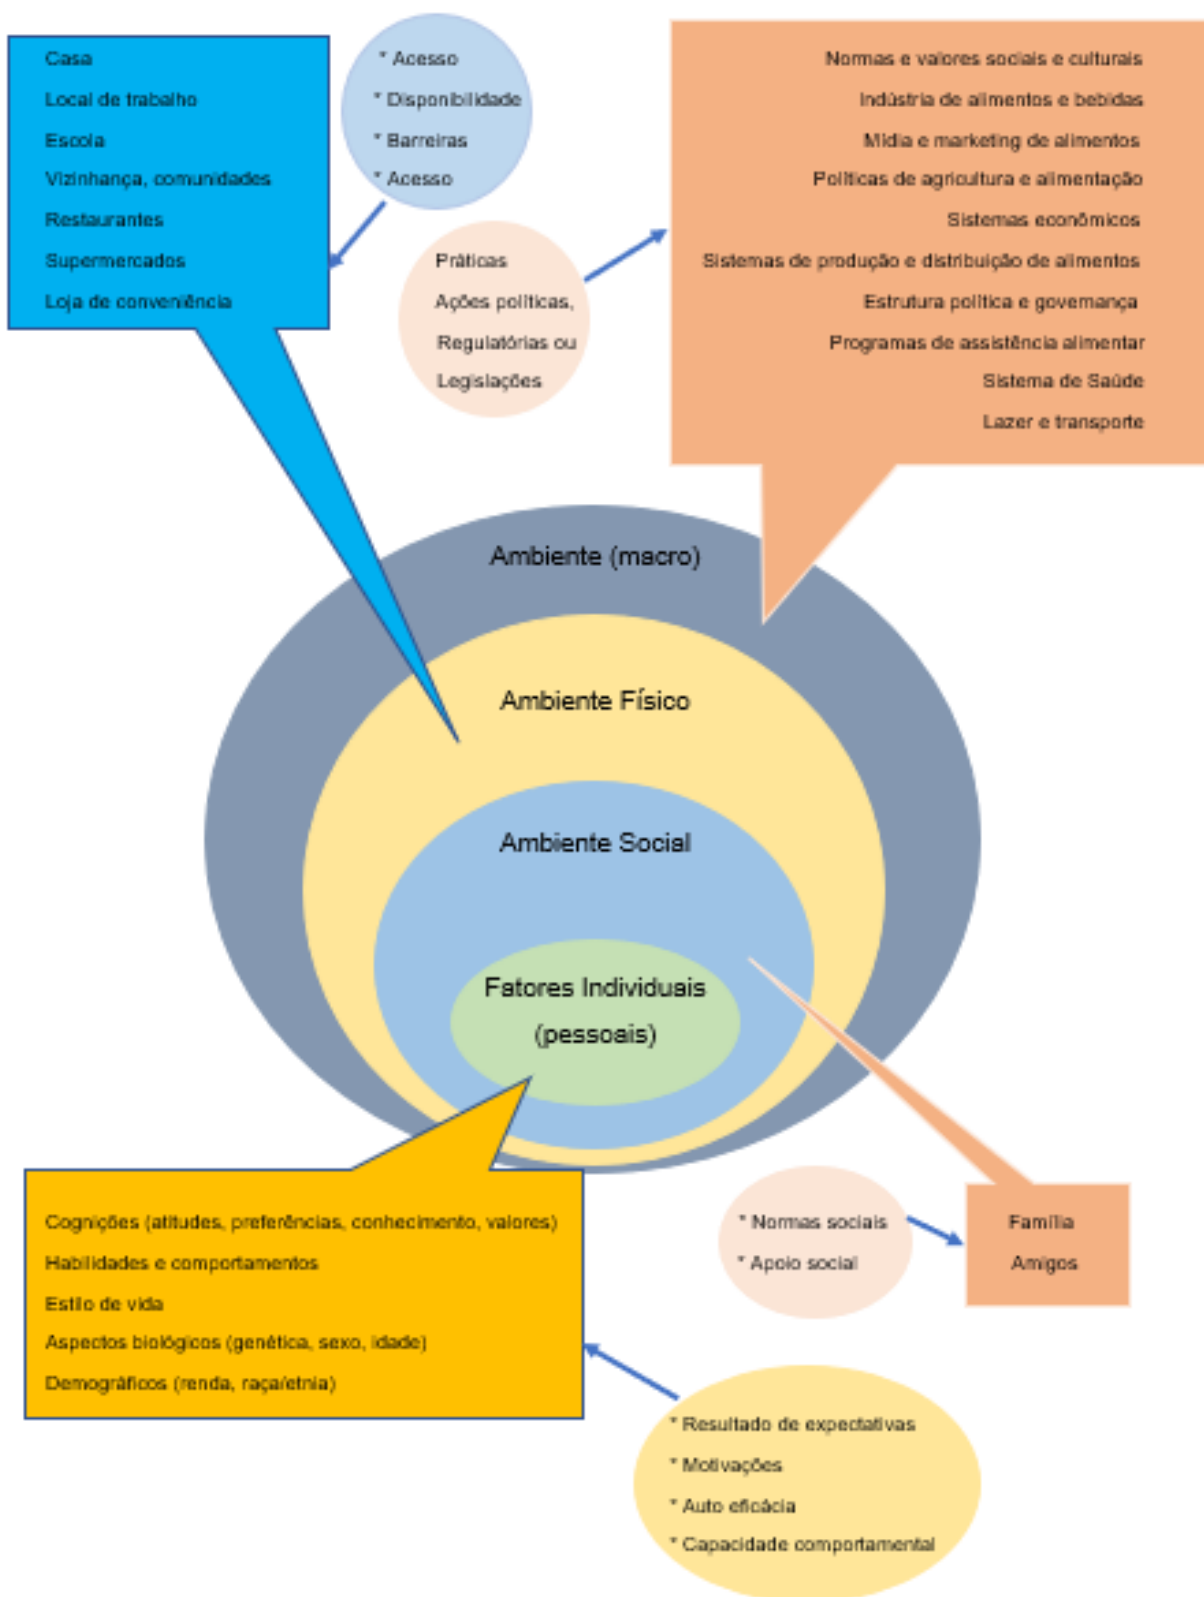 Casa
Local de trabalho
Escola
Vizinhança, comunidades
Restaurantes
Supermercados
Loja de conveniência
* Acesso
* Disponibilidade
* Barreiras
* Acesso
Práticas
Ações políticas,
Regulatórias ou
Legislações
Normas e valores sociais e culturais
Indústria de alimentos e bebidas
Mídia e marketing de alimentos
Políticas de agricultura e alimentação
Sistemas econômicos
Sistemas de produção e distribuição de alimentos
Estrutura política e governança
Programas de assistência alimentar
Sistema de Saúde
Lazer e transporte
Ambiente (macro)
Ambiente Físico
Ambiente Social
Fatores Individuais
(pessoais)
Cognições (atitudes, preferências, conhecimento, valores)
Habilidades e comportamentos
Estilo de vida
Aspectos biológicos (genética, sexo, idade)
Demográficos (renda, raça/etnia)
* Normas sociais
* Apoio social
Família
Amigos
* Resultado de expectativas
* Motivações
* Auto eficácia
* Capacidade comportamental